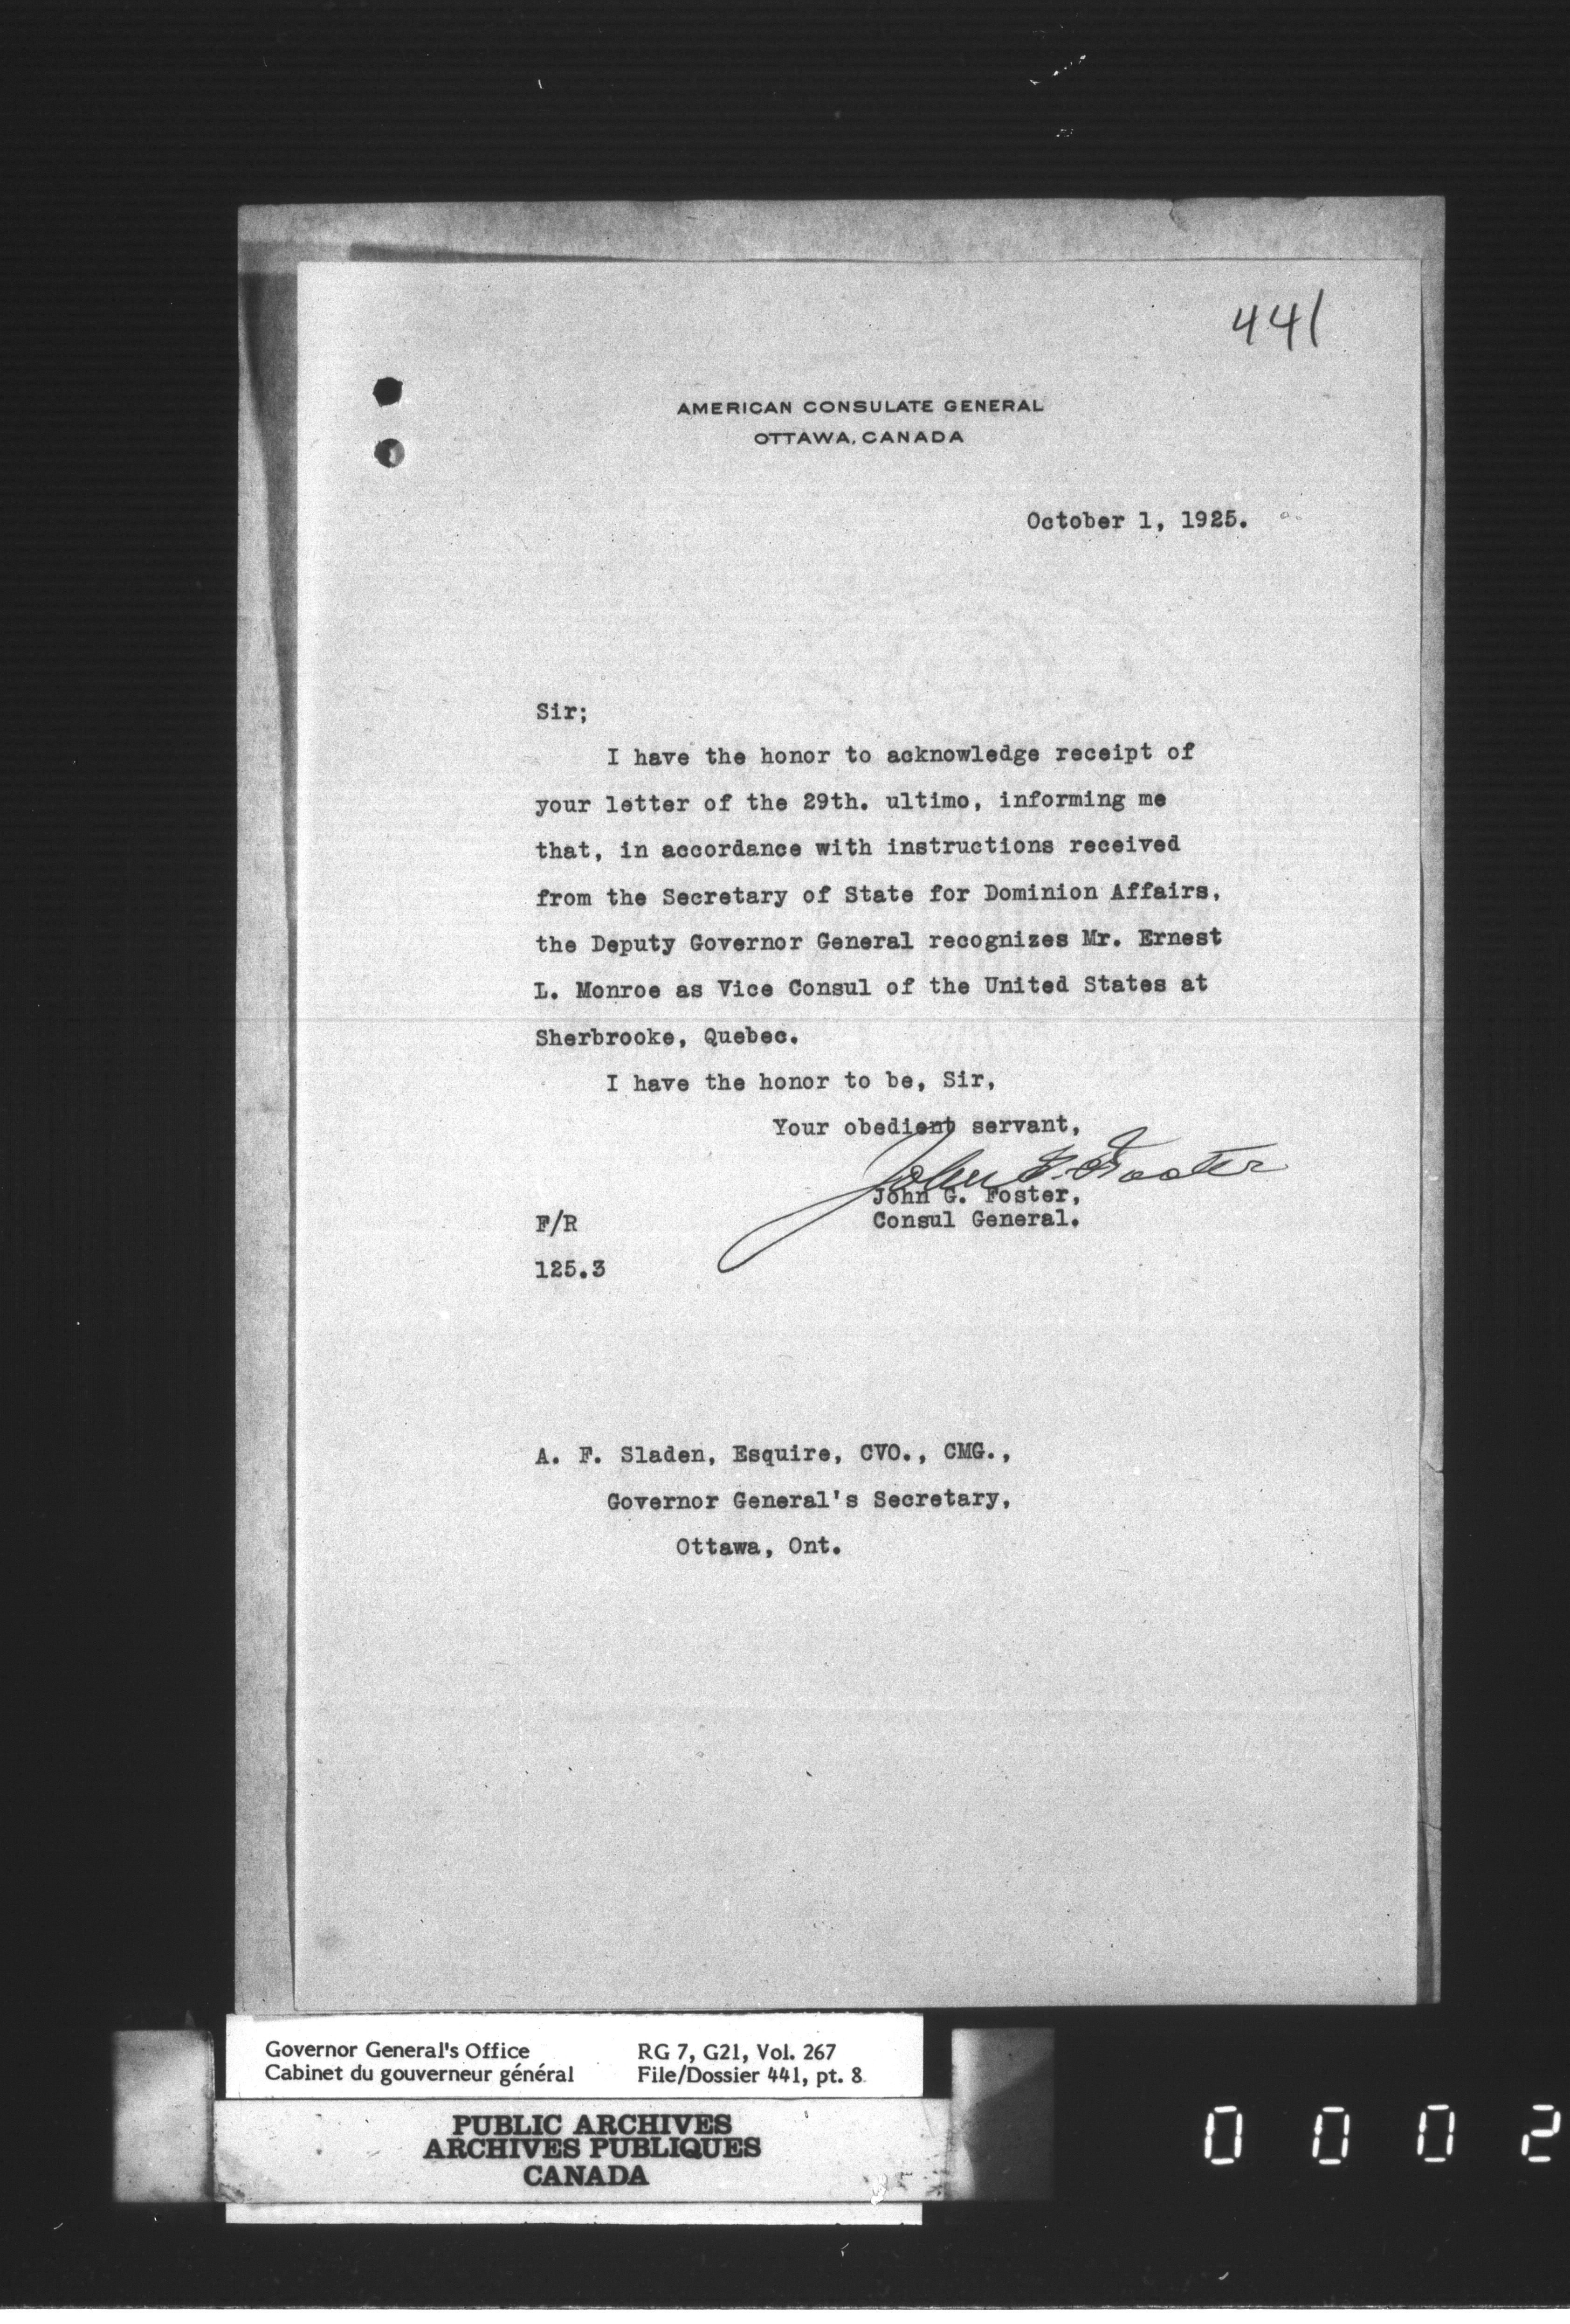 441
AMERICAN CONSULATE GENERAL
OTTAWA, CANADA
October 1, 1925.
Sir;
I have the honor to acknowledge receipt of
your letter of the 29th. ultimo, informing me
that, in accordance with instructions received
from the Secretary of State for Dominion Affairs,
the Deputy Governor General recognizes Mr. Ernest
L. Monroe as Vice Consul of the United States at
Sherbrooke, Quebec.
I have the honor to be, Sir,
Your obedient servant,
John G. Foster
John G. Foster,
Consul General.
F/R
125.3
A. F. Sladen, Esquire, CVO., CMG.,
Governor General's Secretary,
Ottawa, Ont.
Governor General's Office
Cabinet du gouverneur général
RG 7, G21, Vol. 267
File/Dossier 441, pt. 8
PUBLIC ARCHIVES
ARCHIVES PUBLIQUES
CANADA
0 0 0 2